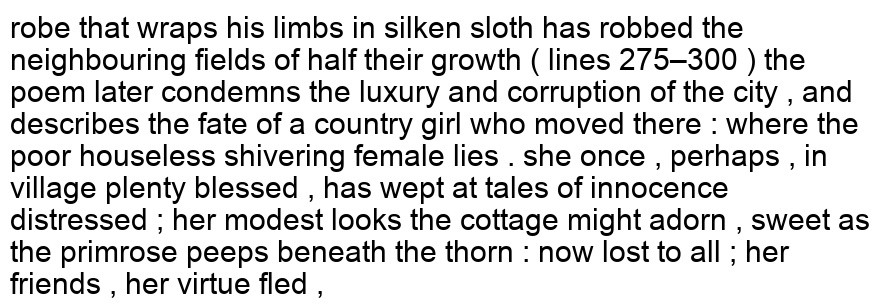 robe that wraps his limbs in silken sloth has robbed the
neighbouring fields of half their growth ( lines 275–300 ) the
poem later condemns the luxury and corruption of the city , and
describes the fate of a country girl who moved there : where the
poor houseless shivering female lies . she once , perhaps , in
village plenty blessed , has wept at tales of innocence
distressed ; her modest looks the cottage might adorn , sweet as
the primrose peeps beneath the thorn : now lost to all ; her
friends , her virtue fled ,